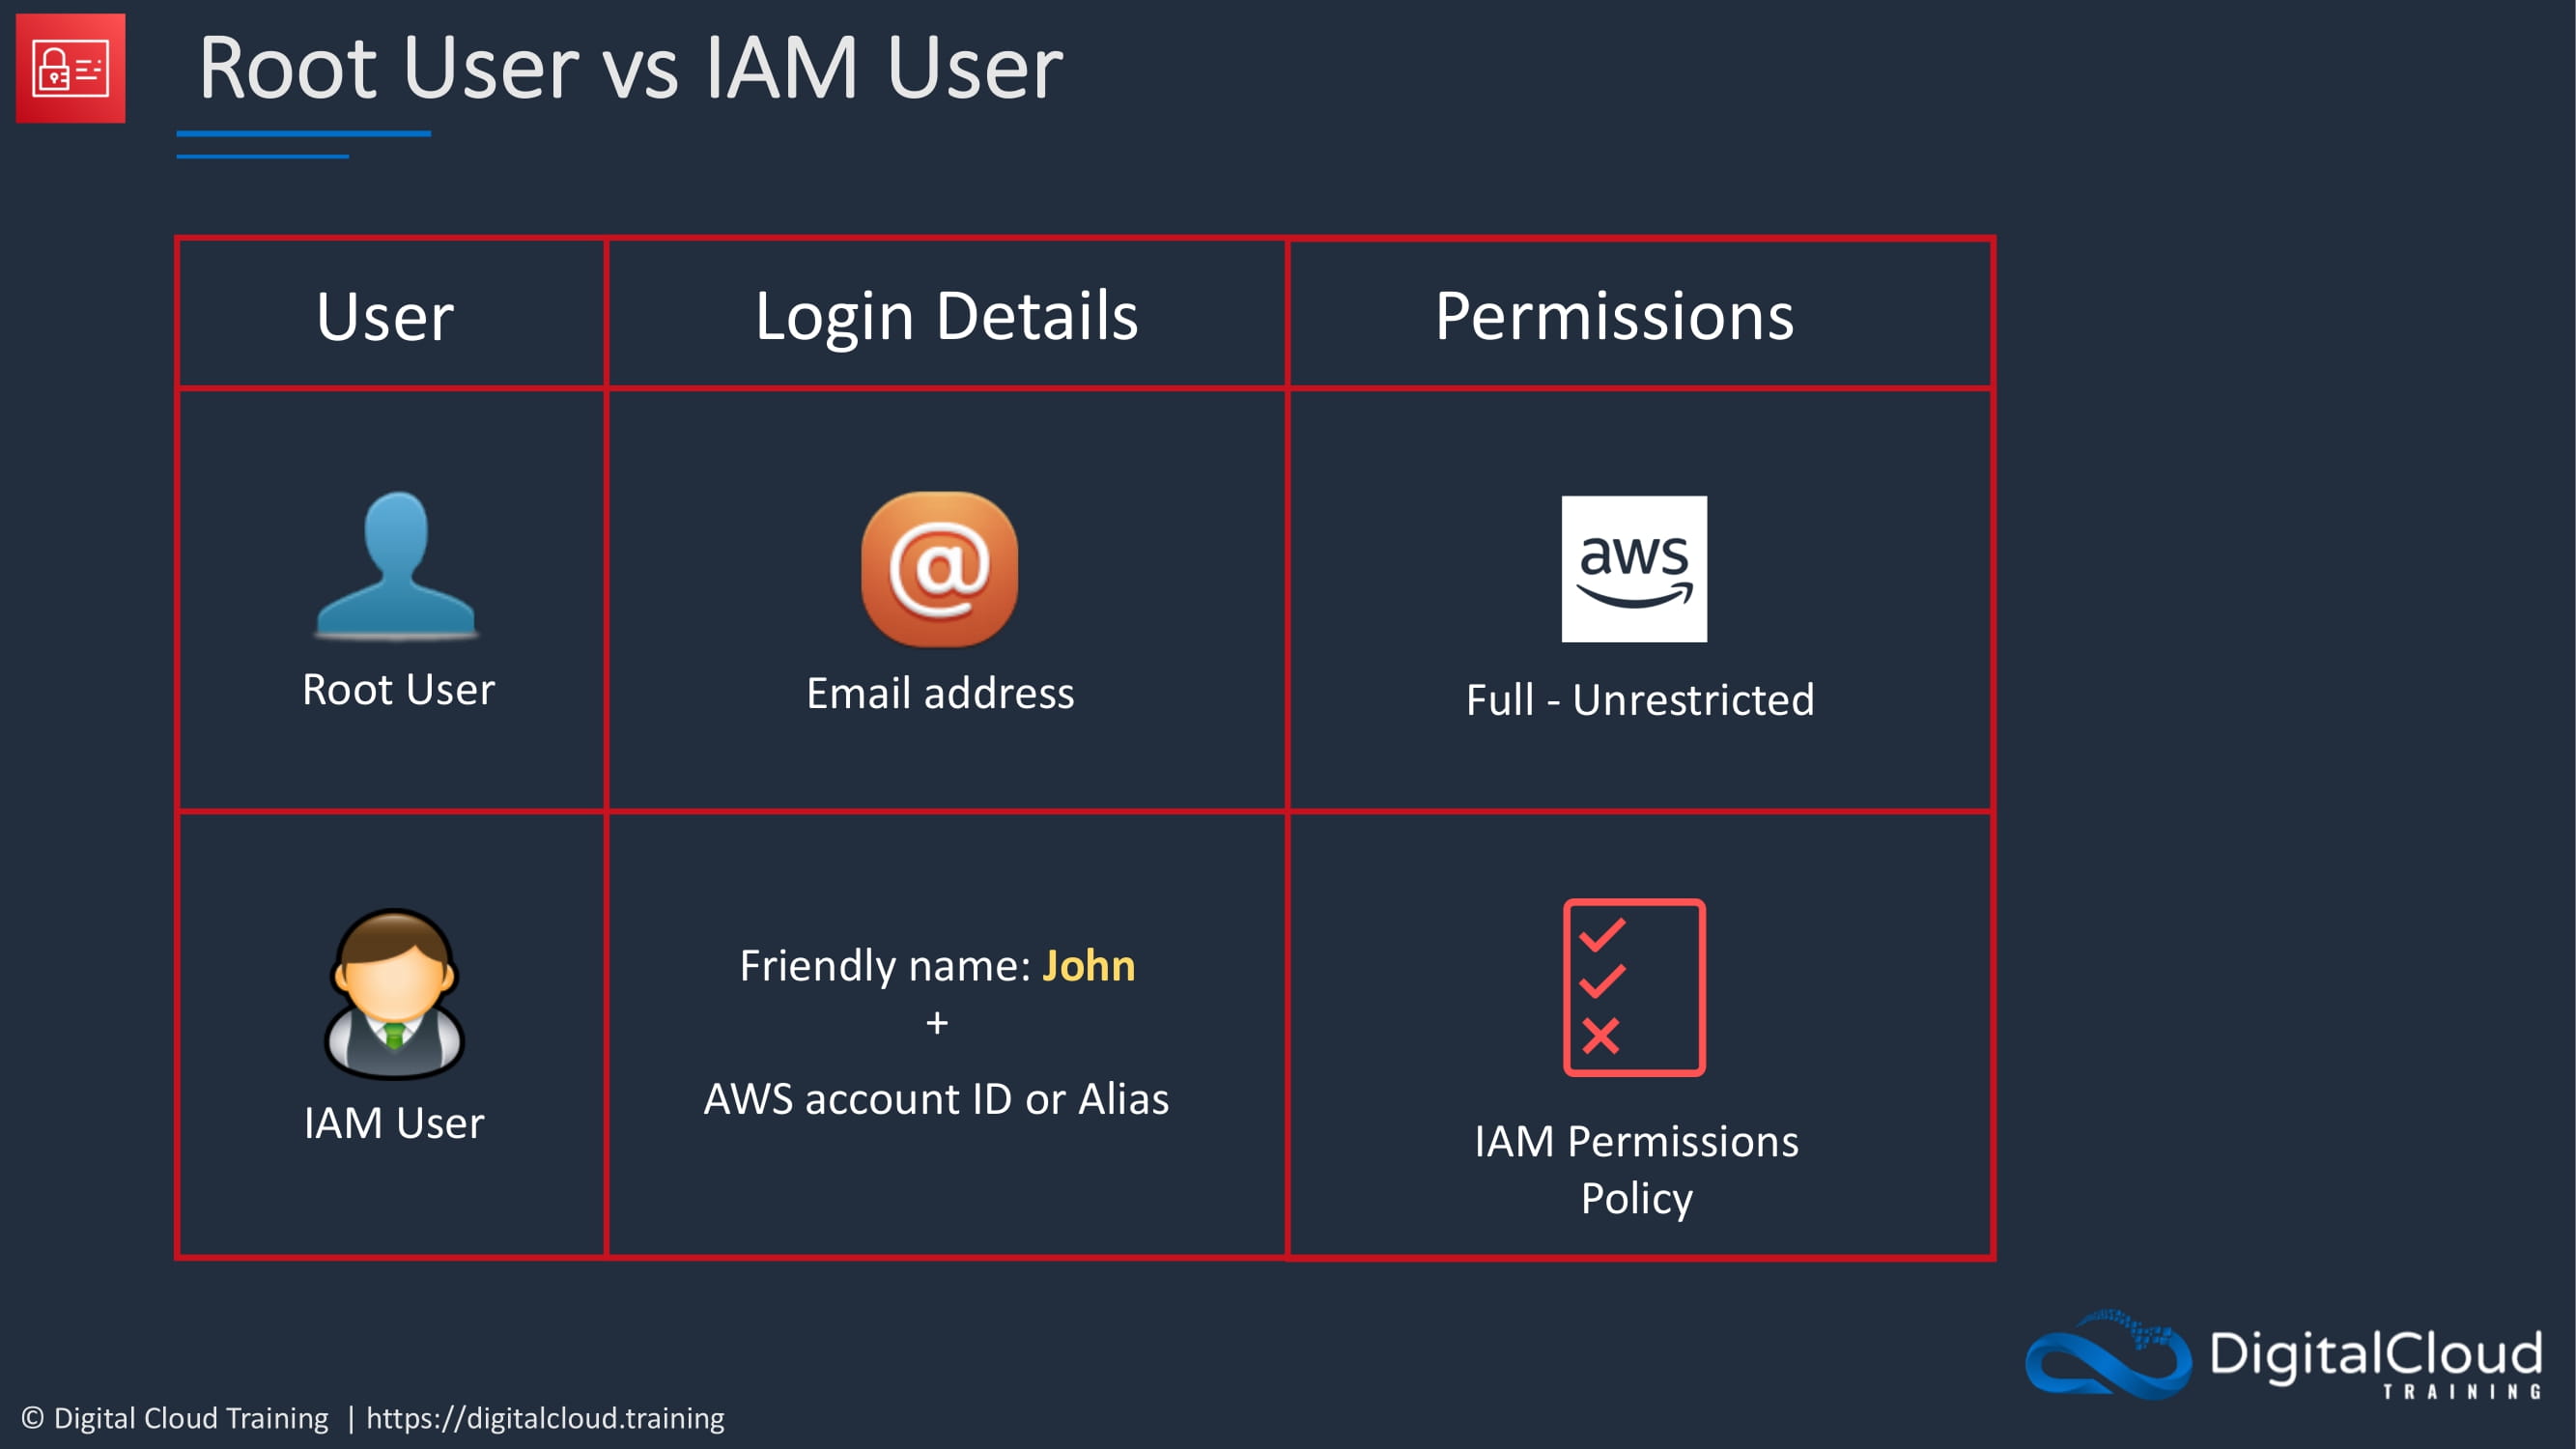 Root User vs IAM User
User
Login Details
Permissions
@
aws
Root User
Email address
Full - Unrestricted
Friendly name: John
+
AWS account ID or Alias
IAM User
IAM Permissions
Policy
DigitalCloud
TRAINING
© Digital Cloud Training | https://digitalcloud.training